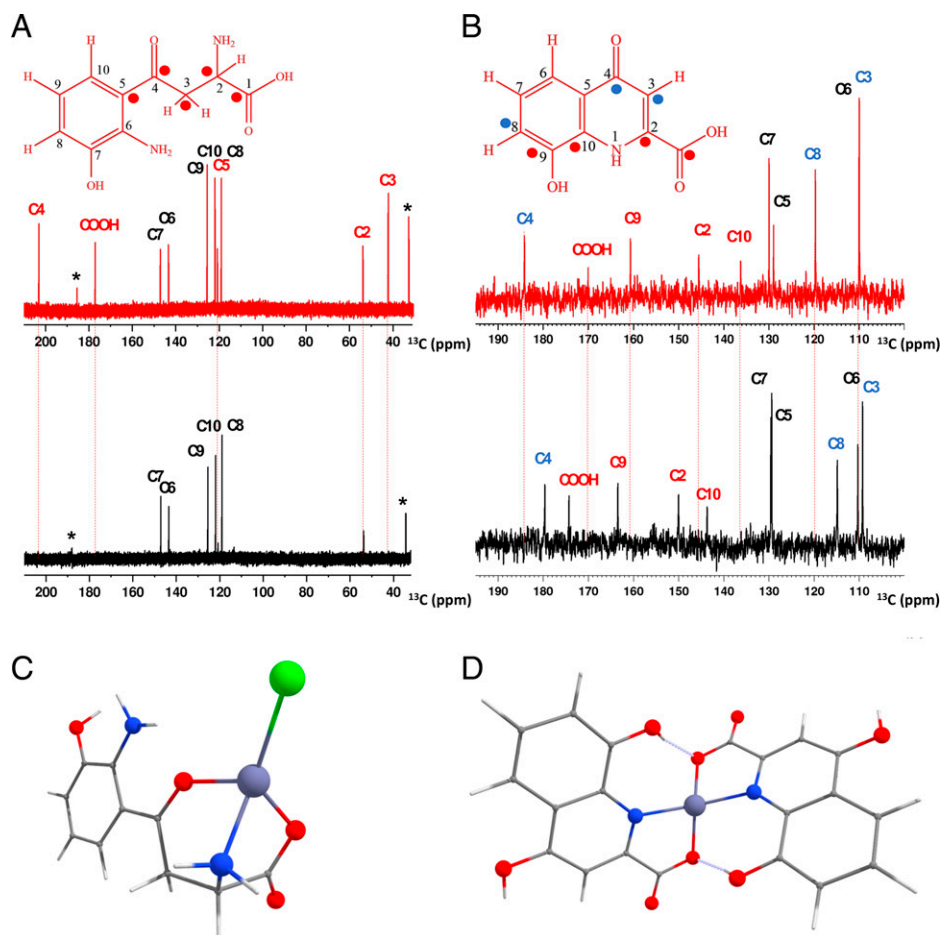 A
O
NH₂
H
H
H
10
3
1
OH
9
5
4
2
H
H
H
6
O
8
7
NH₂
H
OH
C10
C8
C9
C5
C4
COOH
C6
C7
C3
C2
*
*
200 180 160 140 120 100 80 60 40 ¹³C (ppm)
C10
C8
C9
C7
C6
*
*
200 180 160 140 120 100 80 60 40 ¹³C (ppm)
B
O
H
H
6
4
3
H
7
5
2
OH
8
1
H
9
10
NH
O
OH
C3
C6
C7
C8
C5
C4
C9
COOH
C2
C10
190 180 170 160 150 140 130 120 110 ¹³C (ppm)
C7
C6
C3
C5
C8
C9
C4
COOH
C2
C10
190 180 170 160 150 140 130 120 110 ¹³C (ppm)
C
D